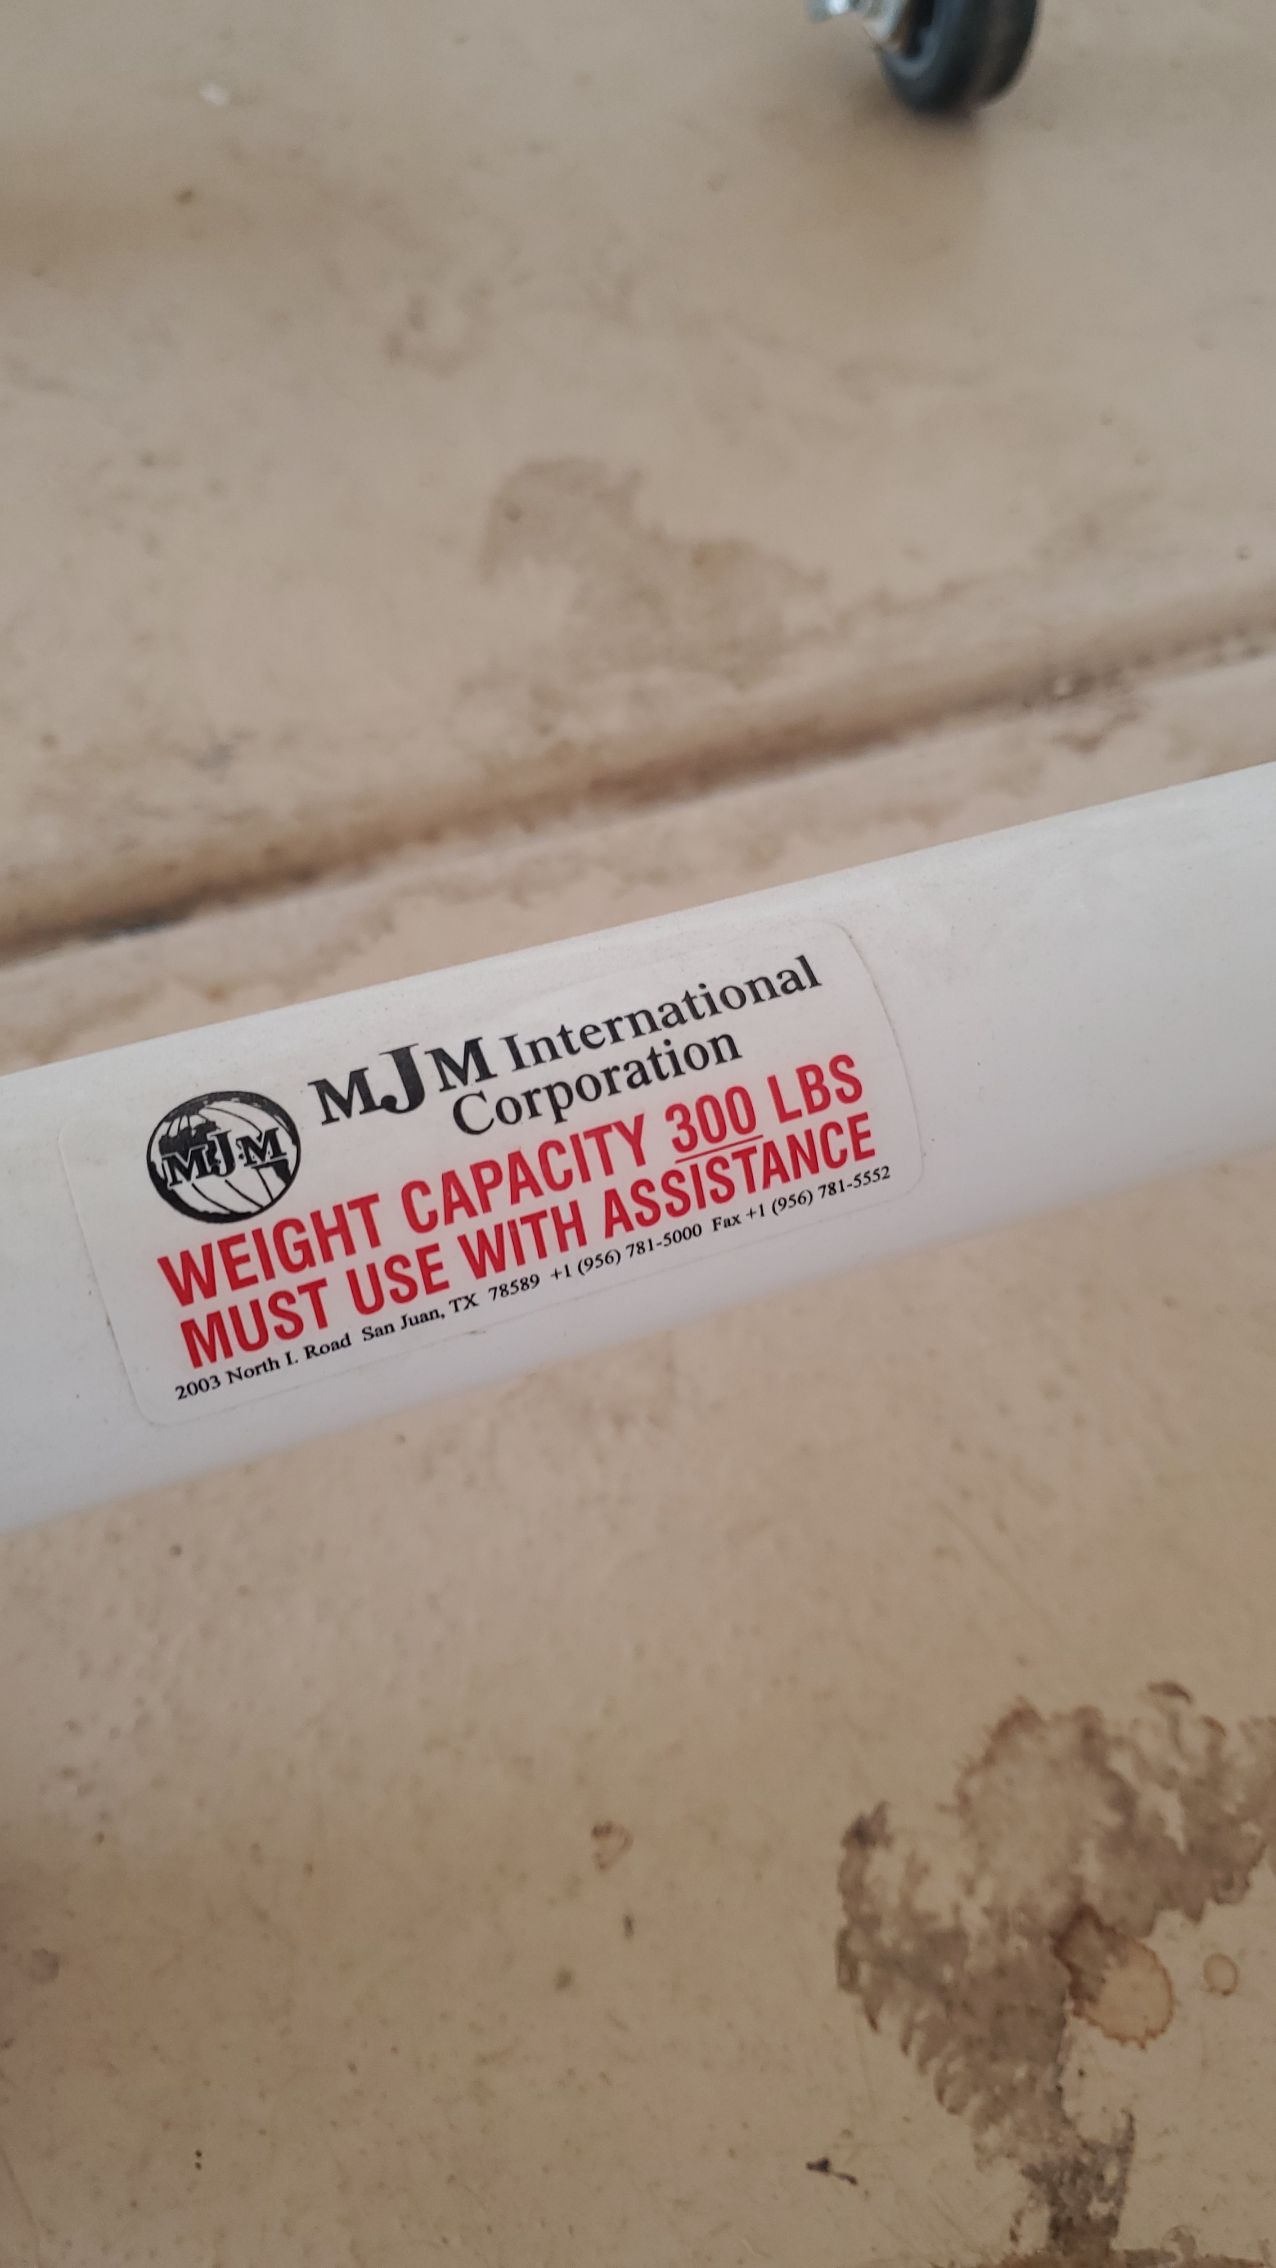 MJM International
Corporation
MJM
WEIGHT CAPACITY 300 LBS
MUST USE WITH ASSISTANCE
2003 North I. Road San Juan, TX 78589 +1 (956) 781-5000 Fax +1 (956) 781-5552